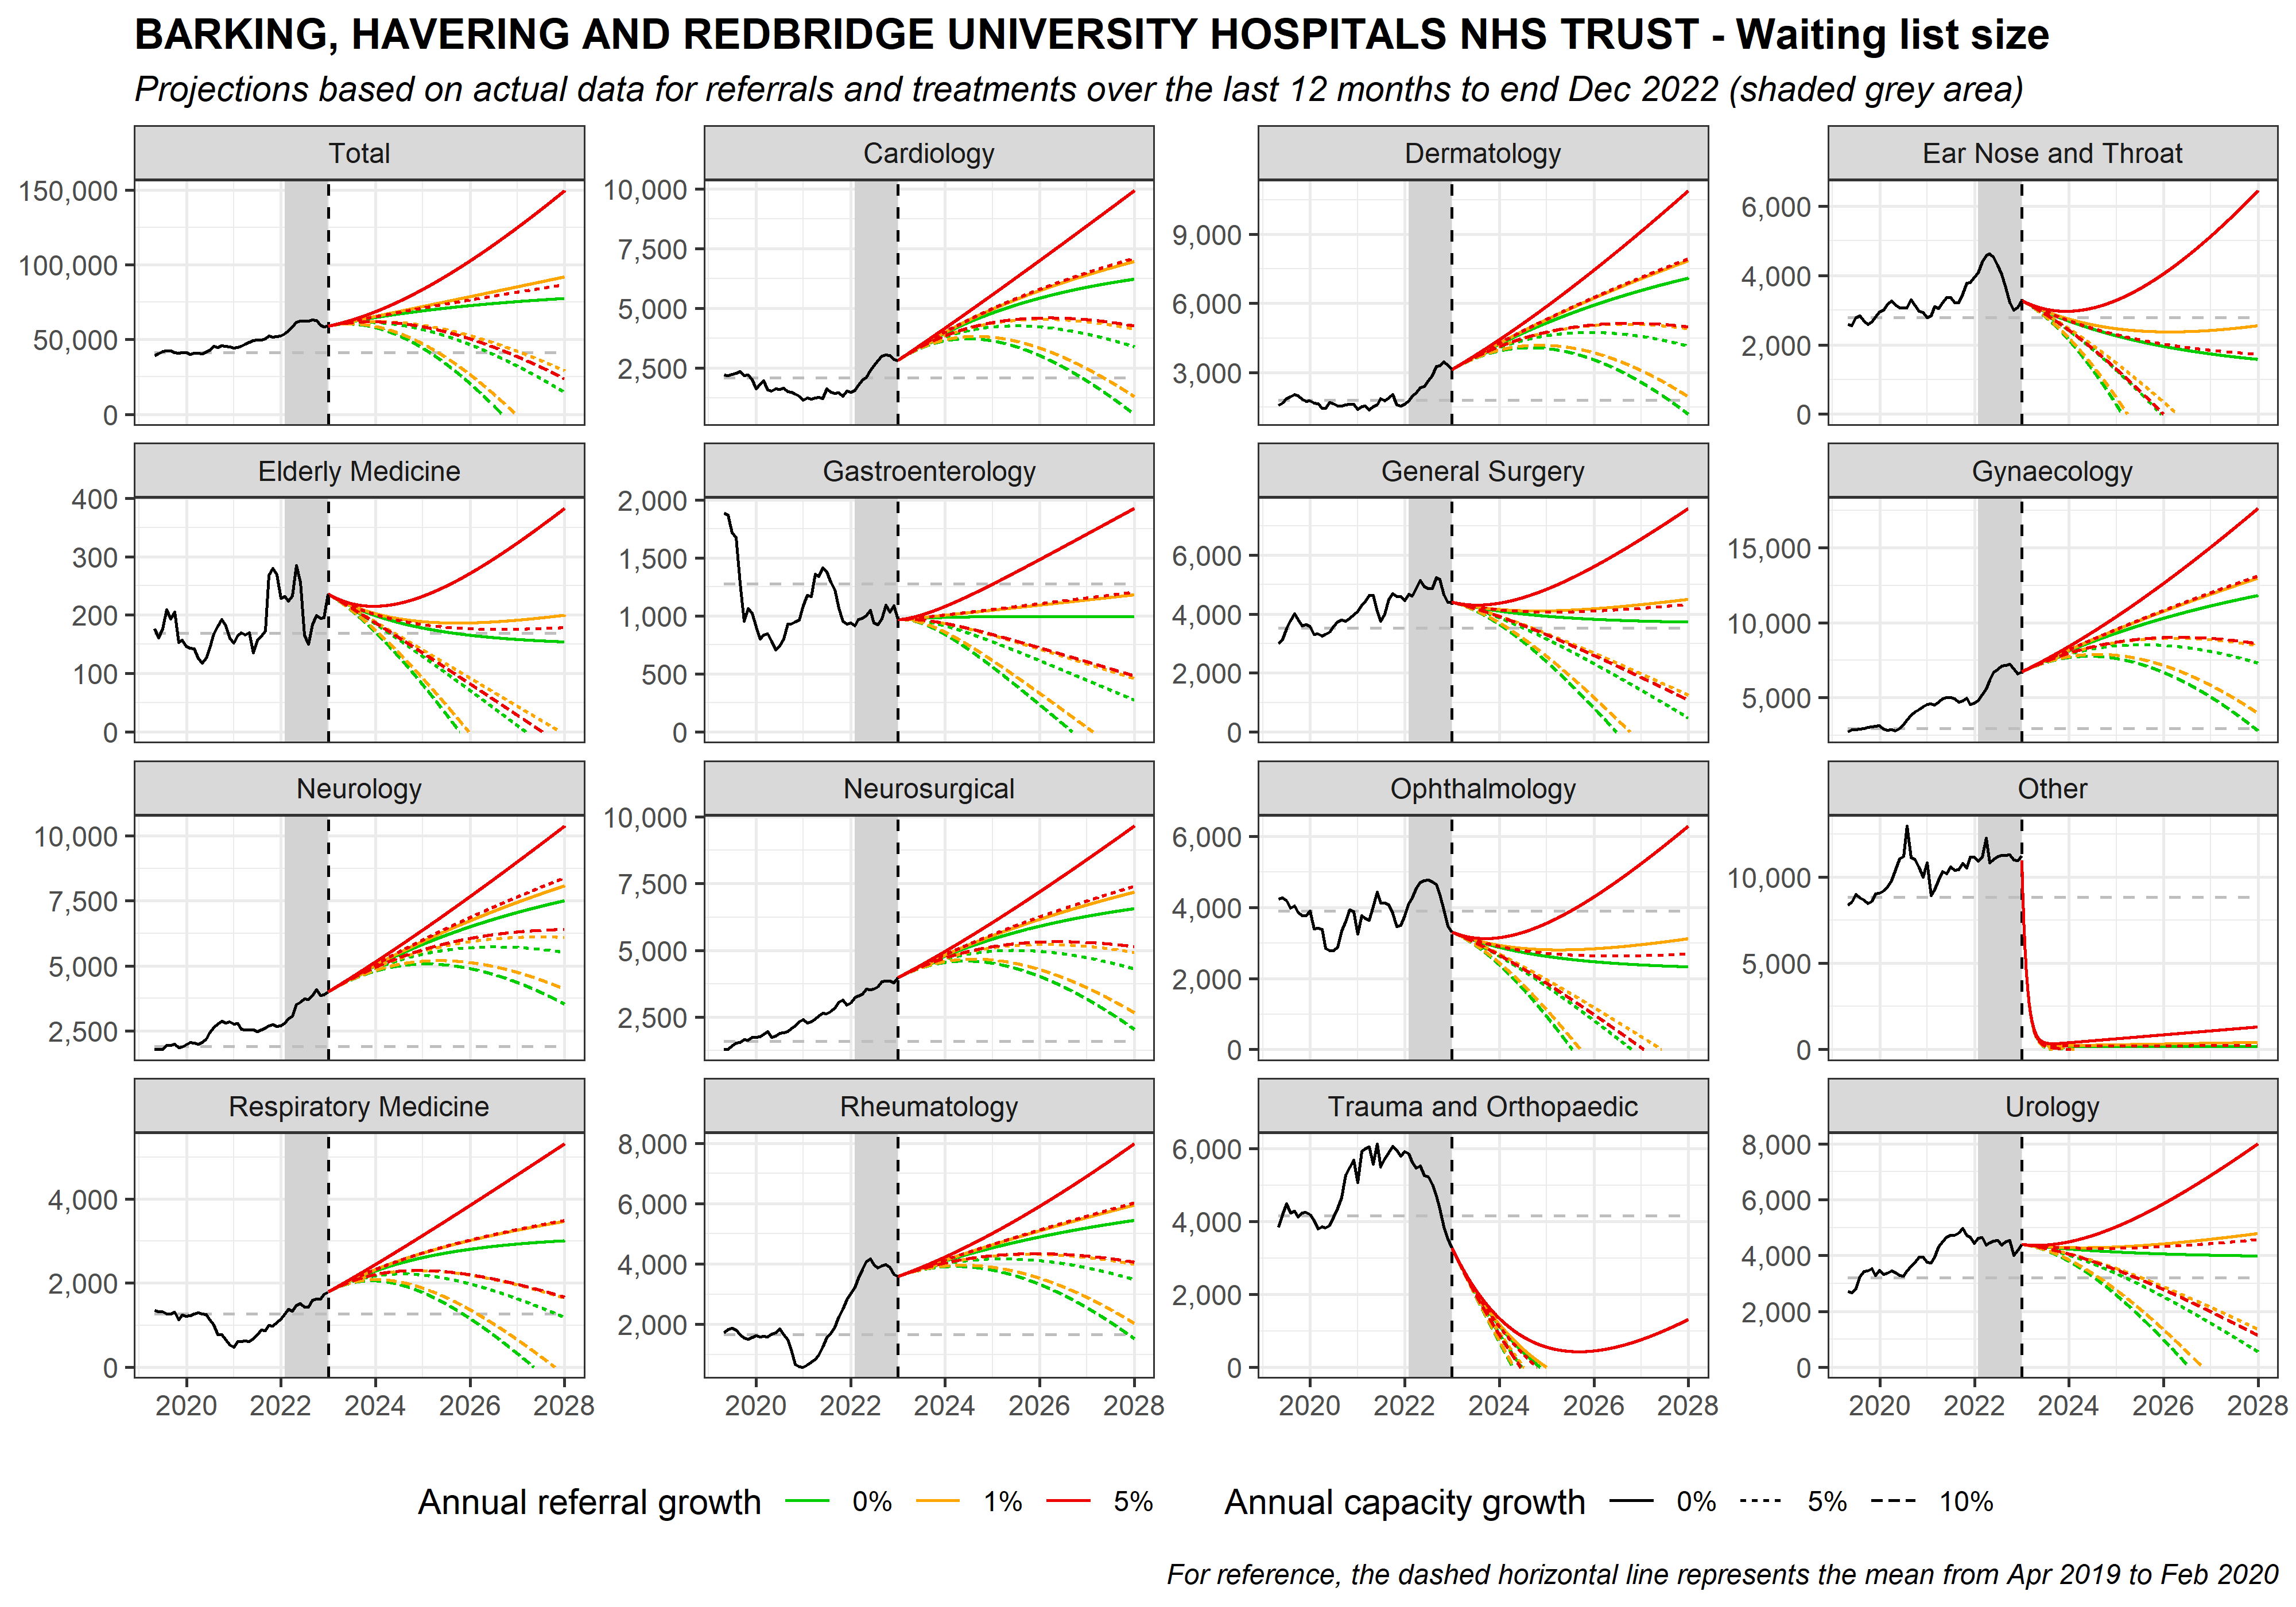 BARKING, HAVERING AND REDBRIDGE UNIVERSITY HOSPITALS NHS TRUST - Waiting list size
Projections based on actual data for referrals and treatments over the last 12 months to end Dec 2022 (shaded grey area)
Total
150,000
100,000
50,000
0
Cardiology
10,000
7,500
5,000
2,500
Dermatology
9,000
6,000
3,000
Ear Nose and Throat
6,000
4,000
2,000
0
Elderly Medicine
400
300
200
100
0
Gastroenterology
2,000
1,500
1,000
500
0
General Surgery
6,000
4,000
2,000
0
Gynaecology
15,000
10,000
5,000
Neurology
10,000
7,500
5,000
2,500
Neurosurgical
10,000
7,500
5,000
2,500
Ophthalmology
6,000
4,000
2,000
0
Other
10,000
5,000
0
Respiratory Medicine
4,000
2,000
0
2020 2022 2024 2026 2028
Rheumatology
8,000
6,000
4,000
2,000
2020 2022 2024 2026 2028
Trauma and Orthopaedic
6,000
4,000
2,000
0
2020 2022 2024 2026 2028
Urology
8,000
6,000
4,000
2,000
0
2020 2022 2024 2026 2028
Annual referral growth 0% 1% 5% Annual capacity growth 0% 5% 10%
For reference, the dashed horizontal line represents the mean from Apr 2019 to Feb 2020